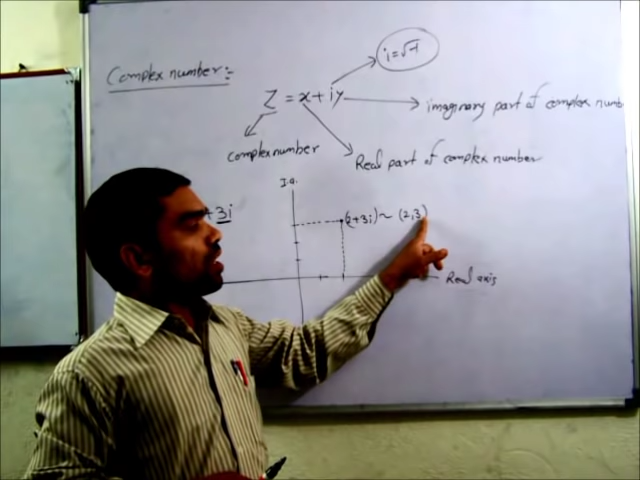 Complex number:-
i=√-1
Z = x + iy
imaginary part of complex numb
complex number
Real part of complex number
I.a.
+ 3i
(2+3i) ~ (2,3)
Real axis